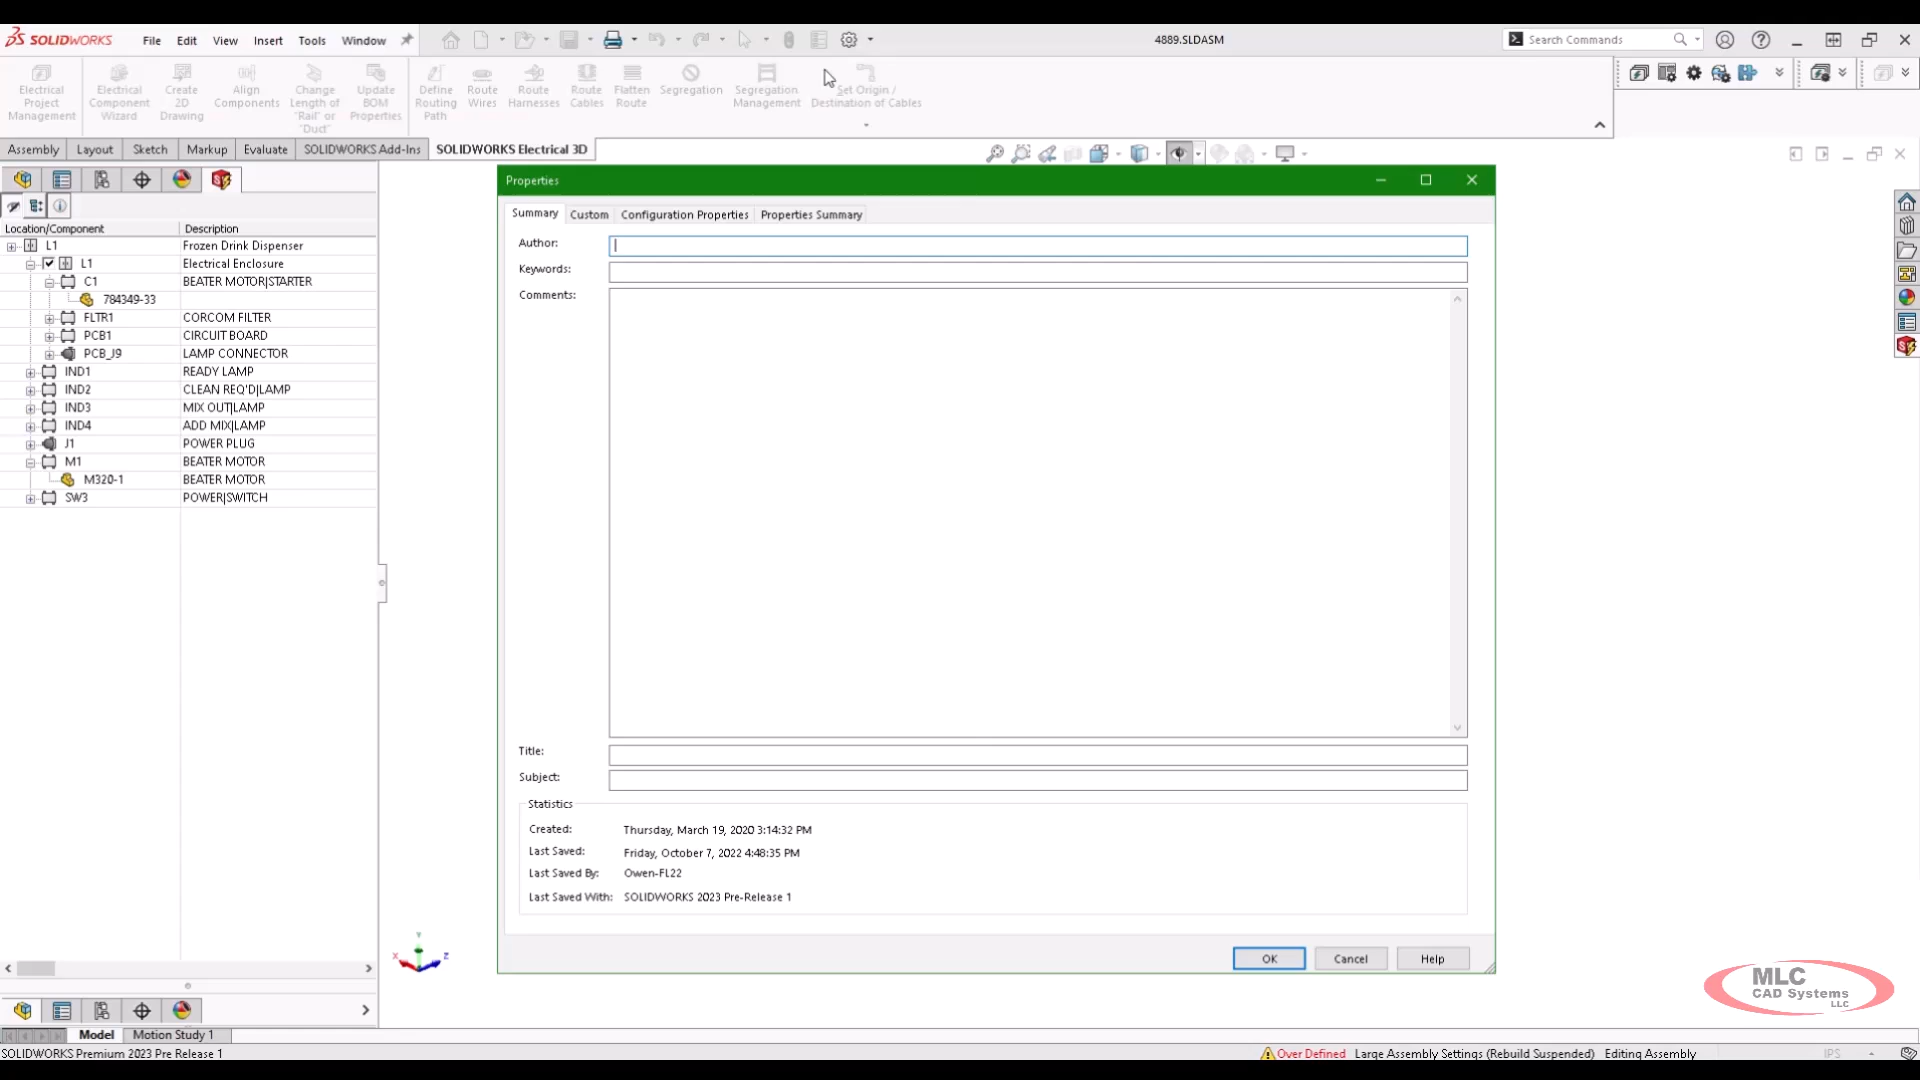 SOLIDWORKS File Edit View Insert Tools Window 4889.SLDASM Search Commands
Electrical Project Management
Electrical Component Wizard
Create 2D Drawing
Align Components
Change Length of "Rail" or "Duct"
Update BOM Properties
Define Routing Path
Route Wires
Route Harnesses
Route Cables
Flatten Route
Segregation
Segregation Management
Set Origin / Destination of Cables
Assembly Layout Sketch Markup Evaluate SOLIDWORKS Add-Ins SOLIDWORKS Electrical 3D
Location/Component Description
L1 Frozen Drink Dispenser
L1 Electrical Enclosure
C1 BEATER MOTOR|STARTER
784349-33
FLTR1 CORCOM FILTER
PCB1 CIRCUIT BOARD
PCB_J9 LAMP CONNECTOR
IND1 READY LAMP
IND2 CLEAN REQ'D|LAMP
IND3 MIX OUT|LAMP
IND4 ADD MIX|LAMP
J1 POWER PLUG
M1 BEATER MOTOR
M320-1 BEATER MOTOR
SW3 POWER|SWITCH
Properties
Summary Custom Configuration Properties Properties Summary
Author:
Keywords:
Comments:
Title:
Subject:
Statistics
Created: Thursday, March 19, 2020 3:14:32 PM
Last Saved: Friday, October 7, 2022 4:48:35 PM
Last Saved By: Owen-FL22
Last Saved With: SOLIDWORKS 2023 Pre-Release 1
OK Cancel Help
Y
X Z
MLC
CAD Systems
LLC
Model Motion Study 1
SOLIDWORKS Premium 2023 Pre Release 1 Over Defined Large Assembly Settings (Rebuild Suspended) Editing Assembly IPS